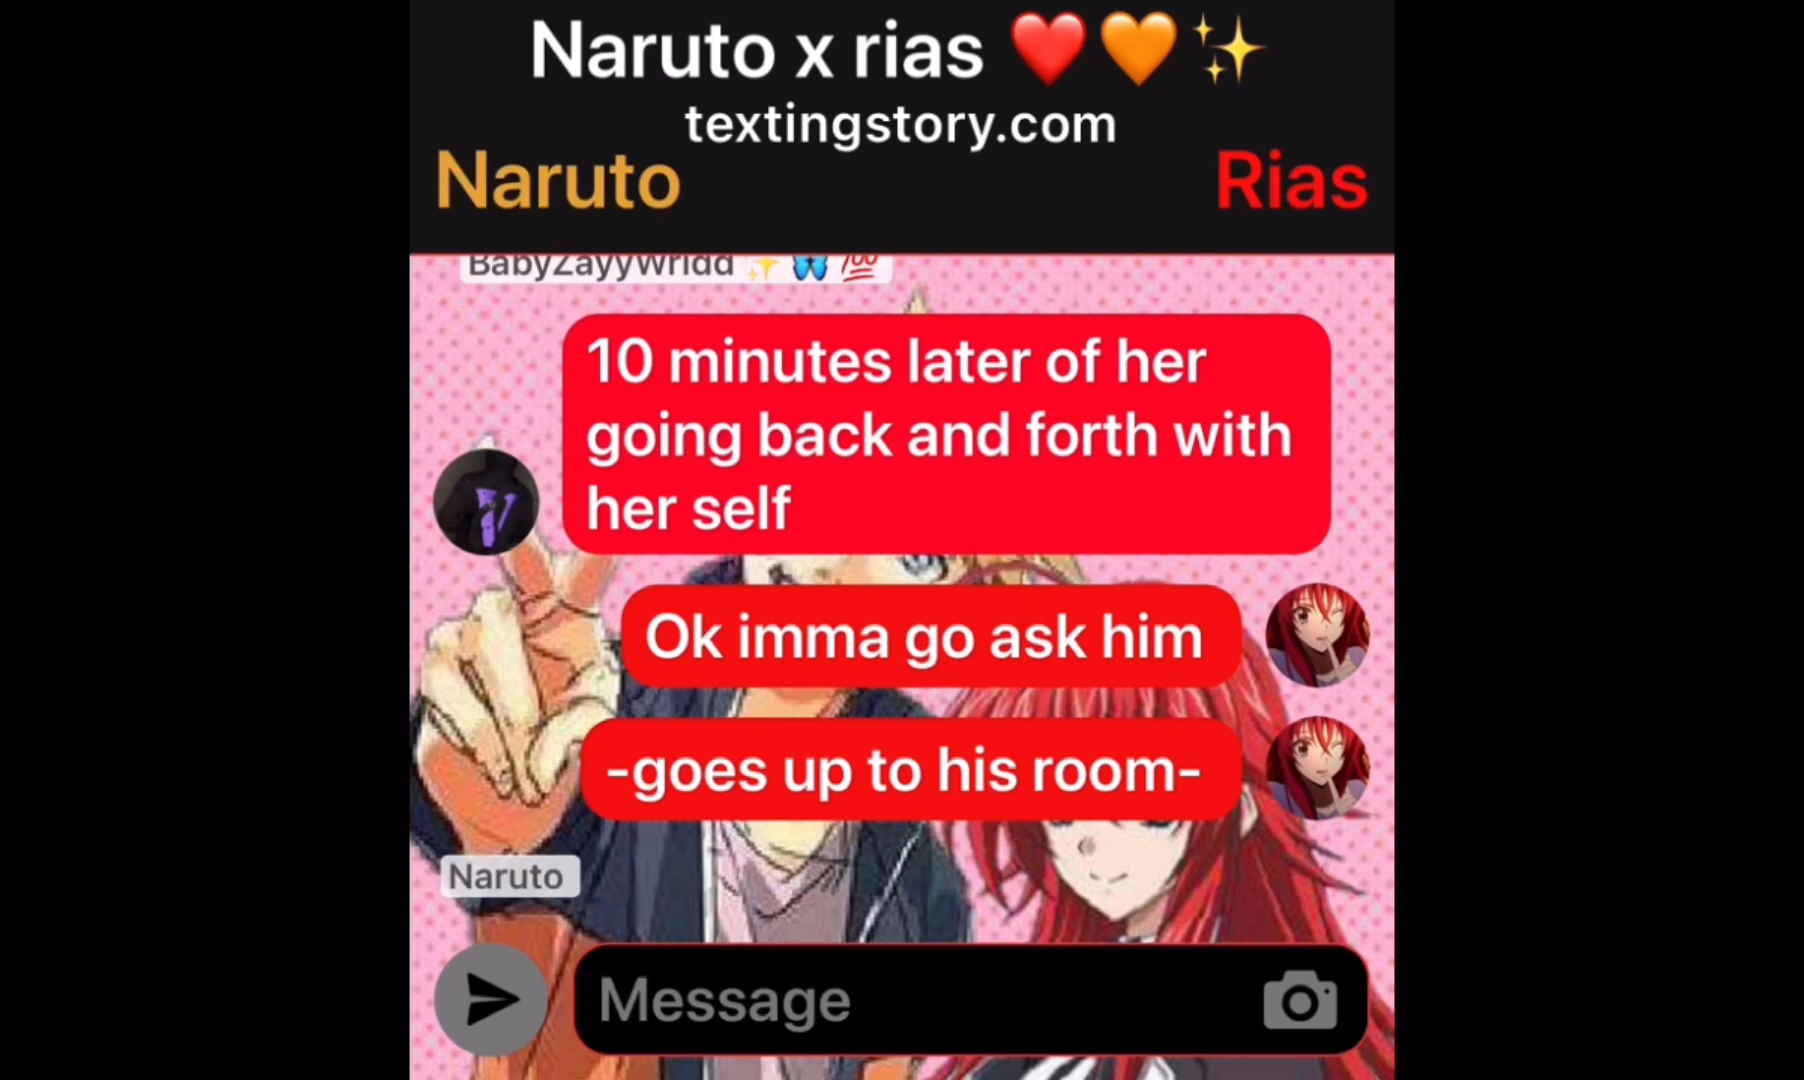 Naruto x rias ❤️🧡✨
textingstory.com
Naruto
Rias
BabyZayyWrldd ✨🦋💯
10 minutes later of her
going back and forth with
her self
Ok imma go ask him
-goes up to his room-
Naruto
Message